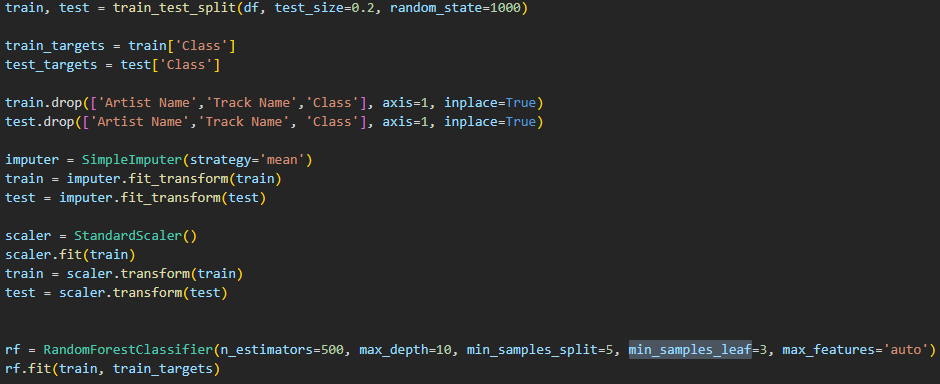 train, test = train_test_split(df, test_size=0.2, random_state=1000)
train_targets = train['Class']
test_targets = test['Class']
train.drop(['Artist Name','Track Name','Class'], axis=1, inplace=True)
test.drop(['Artist Name','Track Name', 'Class'], axis=1, inplace=True)
imputer = SimpleImputer(strategy='mean')
train = imputer.fit_transform(train)
test = imputer.fit_transform(test)
scaler = StandardScaler()
scaler.fit(train)
train = scaler.transform(train)
test = scaler.transform(test)
rf = RandomForestClassifier(n_estimators=500, max_depth=10, min_samples_split=5, min_samples_leaf=3, max_features='auto')
rf.fit(train, train_targets)